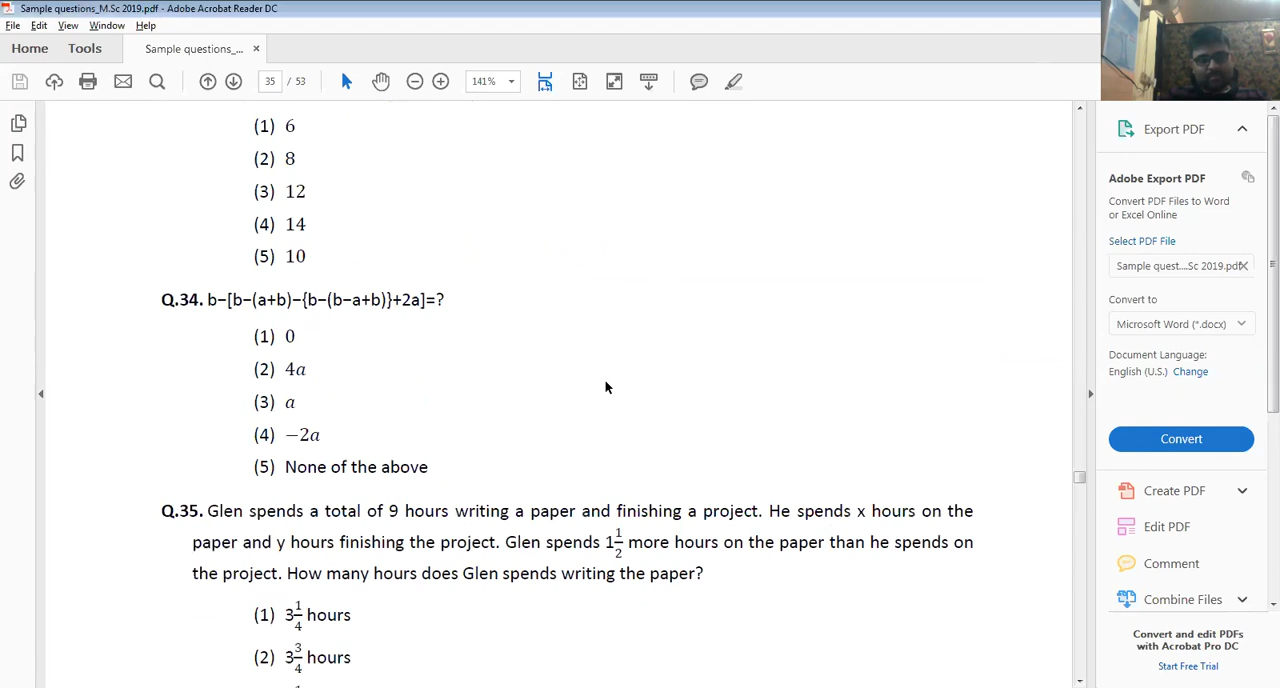 Sample questions_M.Sc 2019.pdf - Adobe Acrobat Reader DC
File Edit View Window Help
Home Tools Sample questions_... ×
35 / 53 141%
(1) 6
(2) 8
(3) 12
(4) 14
(5) 10
Q.34. b−[b−(a+b)−{b−(b−a+b)}+2a]=?
(1) 0
(2) 4a
(3) a
(4) −2a
(5) None of the above
Q.35. Glen spends a total of 9 hours writing a paper and finishing a project. He spends x hours on the
paper and y hours finishing the project. Glen spends 1 1/2 more hours on the paper than he spends on
the project. How many hours does Glen spends writing the paper?
(1) 3 1/4 hours
(2) 3 3/4 hours
Export PDF
Adobe Export PDF
Convert PDF Files to Word
or Excel Online
Select PDF File
Sample quest....Sc 2019.pdf
Convert to
Microsoft Word (*.docx)
Document Language:
English (U.S.) Change
Convert
Create PDF
Edit PDF
Comment
Combine Files
Convert and edit PDFs
with Acrobat Pro DC
Start Free Trial